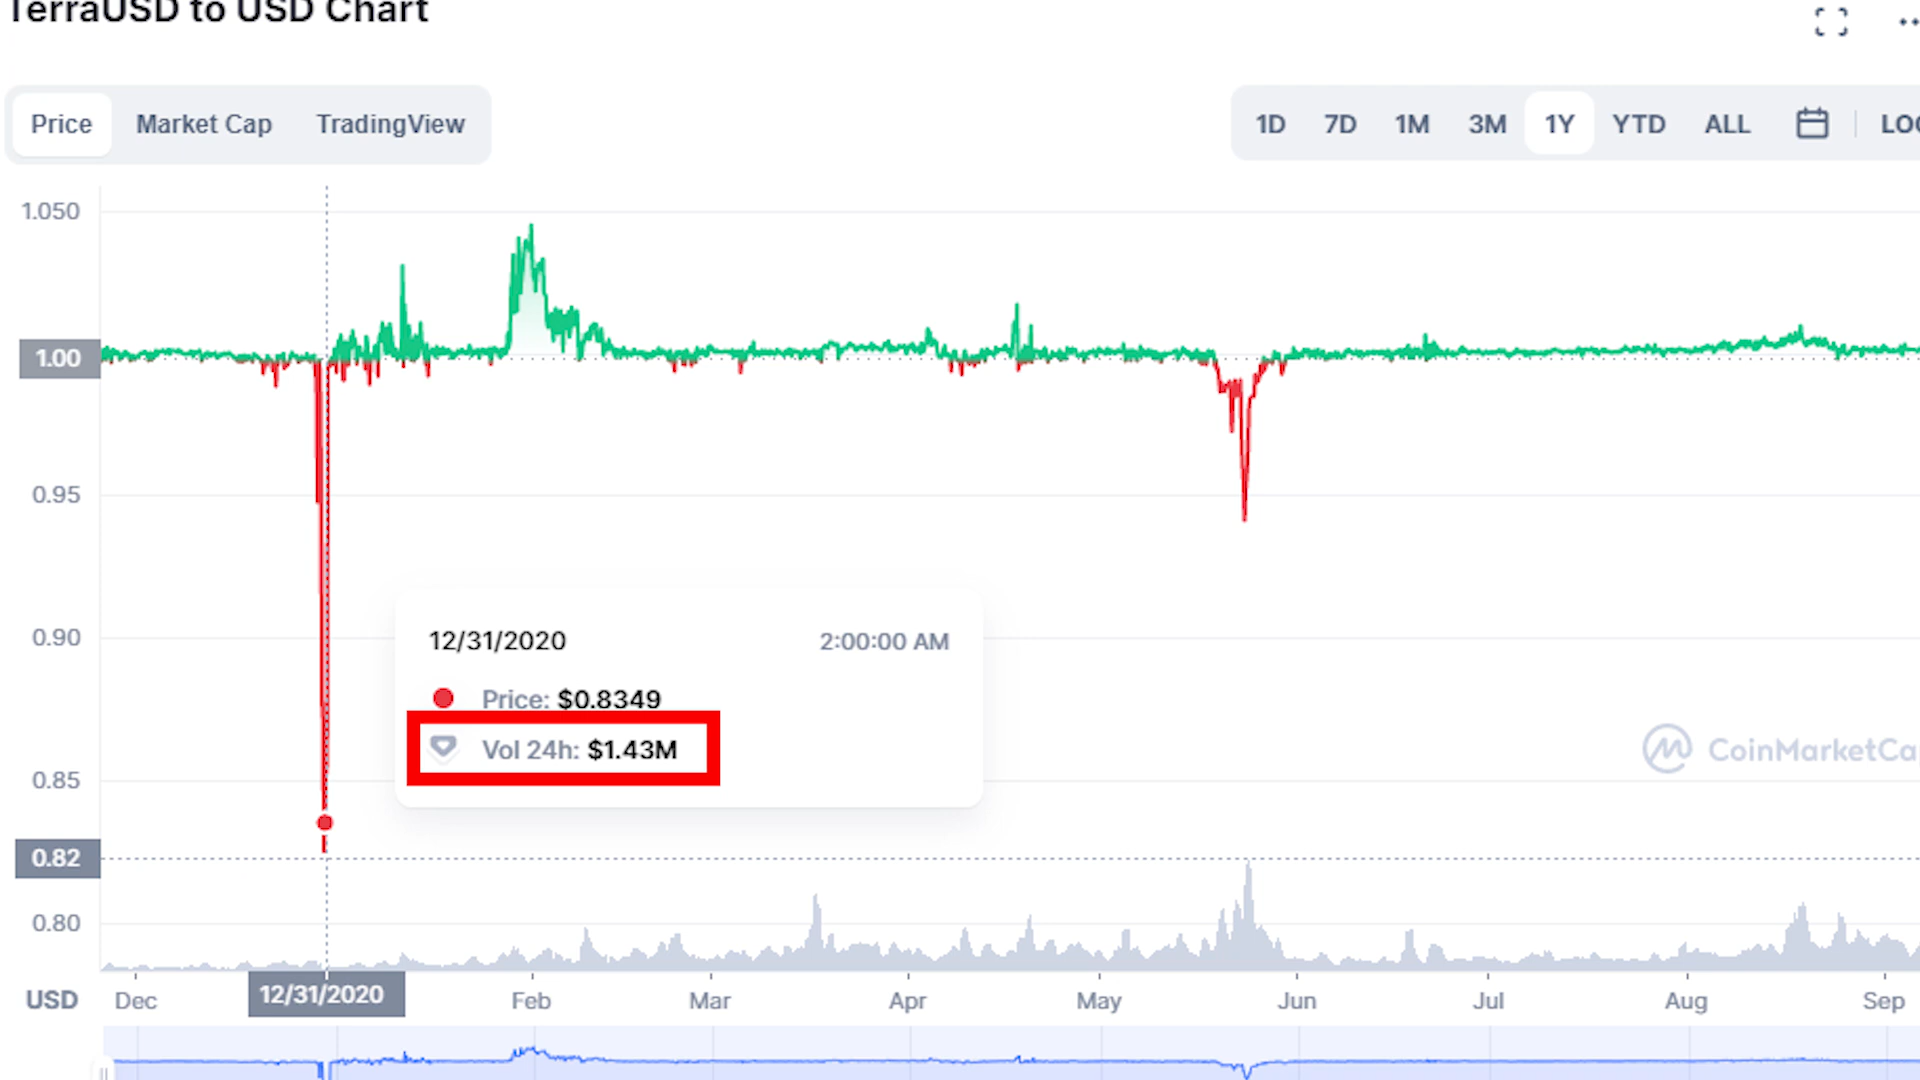 TerraUSD to USD Chart
Price Market Cap TradingView
1D 7D 1M 3M 1Y YTD ALL
1.050
1.00
0.95
0.90
12/31/2020 2:00:00 AM
Price: $0.8349
Vol 24h: $1.43M
CoinMarketCa
0.85
0.82
0.80
USD Dec 12/31/2020 Feb Mar Apr May Jun Jul Aug Sep